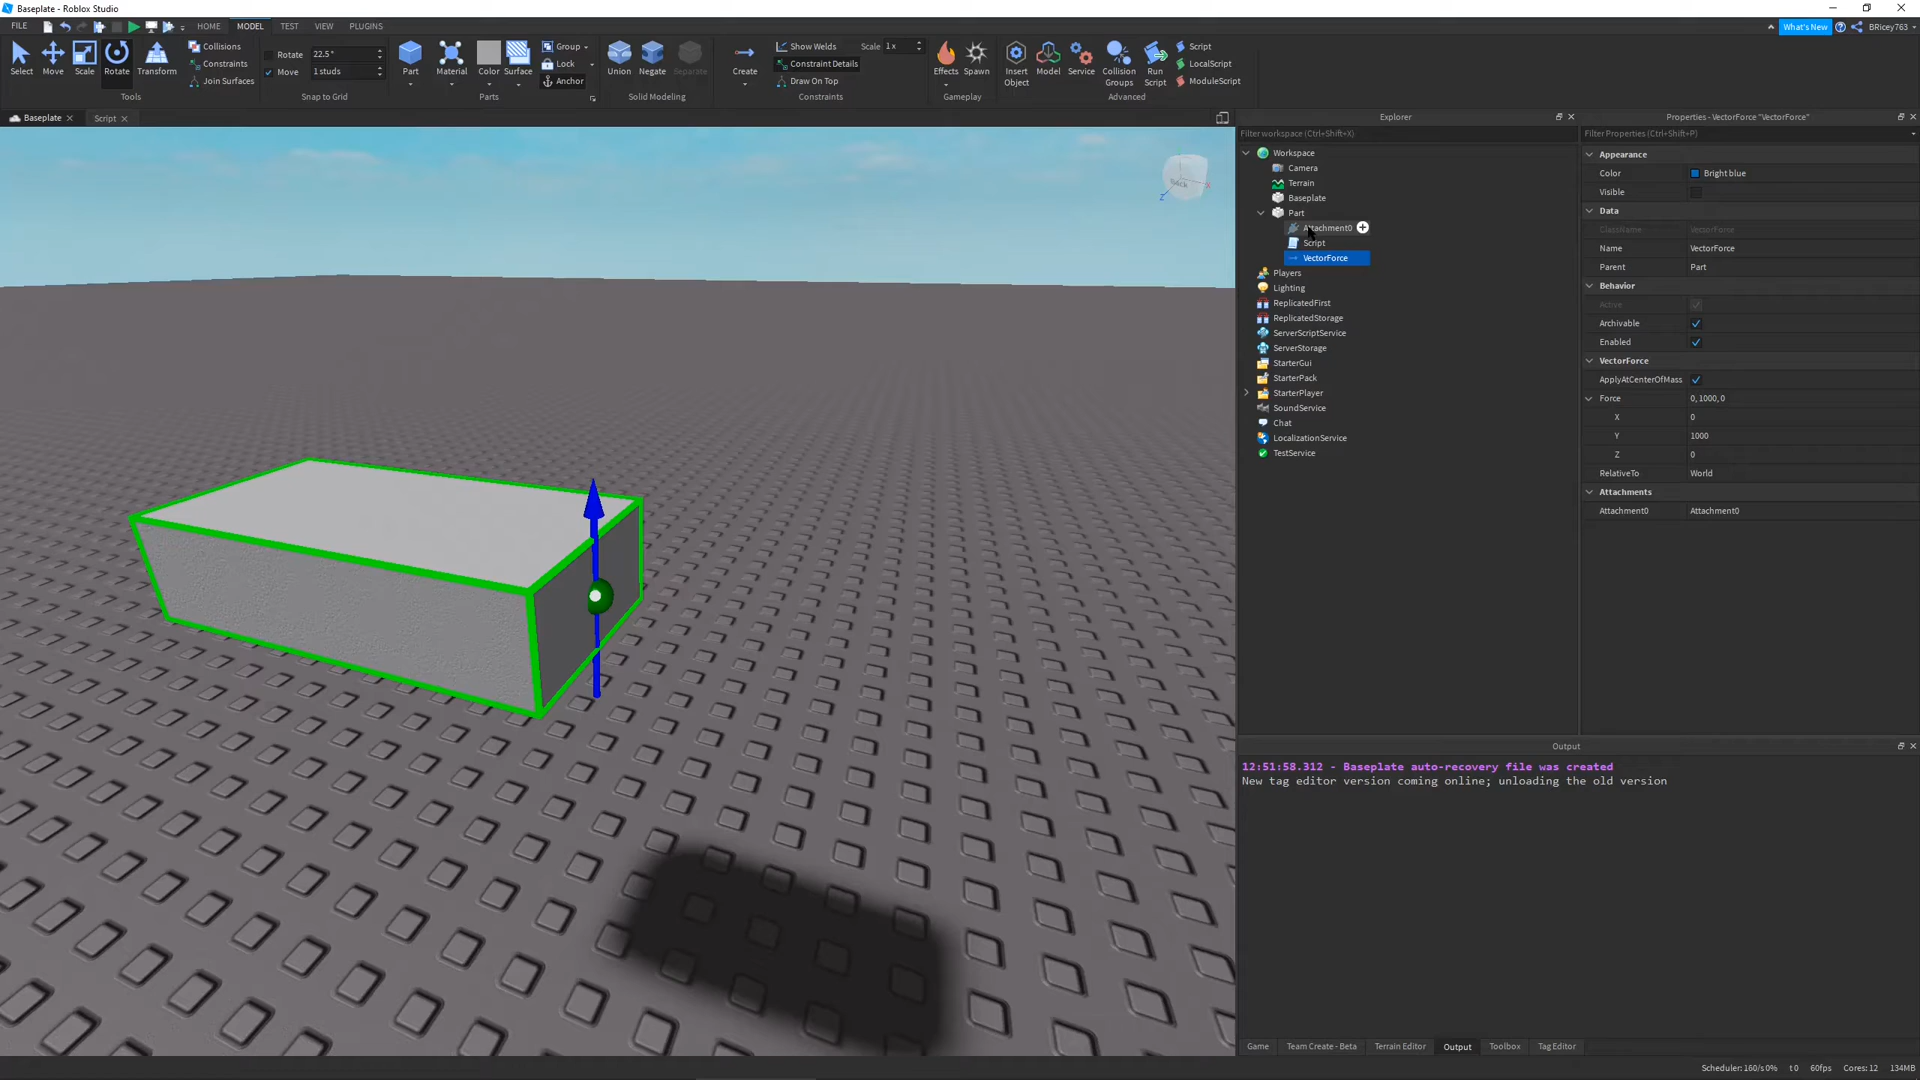 Baseplate - Roblox Studio
FILE HOME MODEL TEST VIEW PLUGINS What's New BRicey763
Select Move Scale Rotate Transform
Collisions
Constraints
Join Surfaces
Tools
Rotate 22.5°
Move 1 studs
Snap to Grid
Part Material Color Surface
Group
Lock
Anchor
Parts
Union Negate Separate
Solid Modeling
Create
Show Welds Scale 1 x
Constraint Details
Draw On Top
Constraints
Effects Spawn
Gameplay
Insert Object Model Service Collision Groups Run Script
Script
LocalScript
ModuleScript
Advanced
Baseplate Script
Back
X
Z
Explorer
Filter workspace (Ctrl+Shift+X)
Workspace
Camera
Terrain
Baseplate
Part
Attachment0
Script
VectorForce
Players
Lighting
ReplicatedFirst
ReplicatedStorage
ServerScriptService
ServerStorage
StarterGui
StarterPack
StarterPlayer
SoundService
Chat
LocalizationService
TestService
Properties - VectorForce "VectorForce"
Filter Properties (Ctrl+Shift+P)
Appearance
Color Bright blue
Visible
Data
ClassName VectorForce
Name VectorForce
Parent Part
Behavior
Active
Archivable
Enabled
VectorForce
ApplyAtCenterOfMass
Force 0, 1000, 0
X 0
Y 1000
Z 0
RelativeTo World
Attachments
Attachment0 Attachment0
Output
12:51:58.312 - Baseplate auto-recovery file was created
New tag editor version coming online; unloading the old version
Game Team Create - Beta Terrain Editor Output Toolbox Tag Editor
Scheduler: 160/s 0% t 0 60fps Cores: 12 134MB